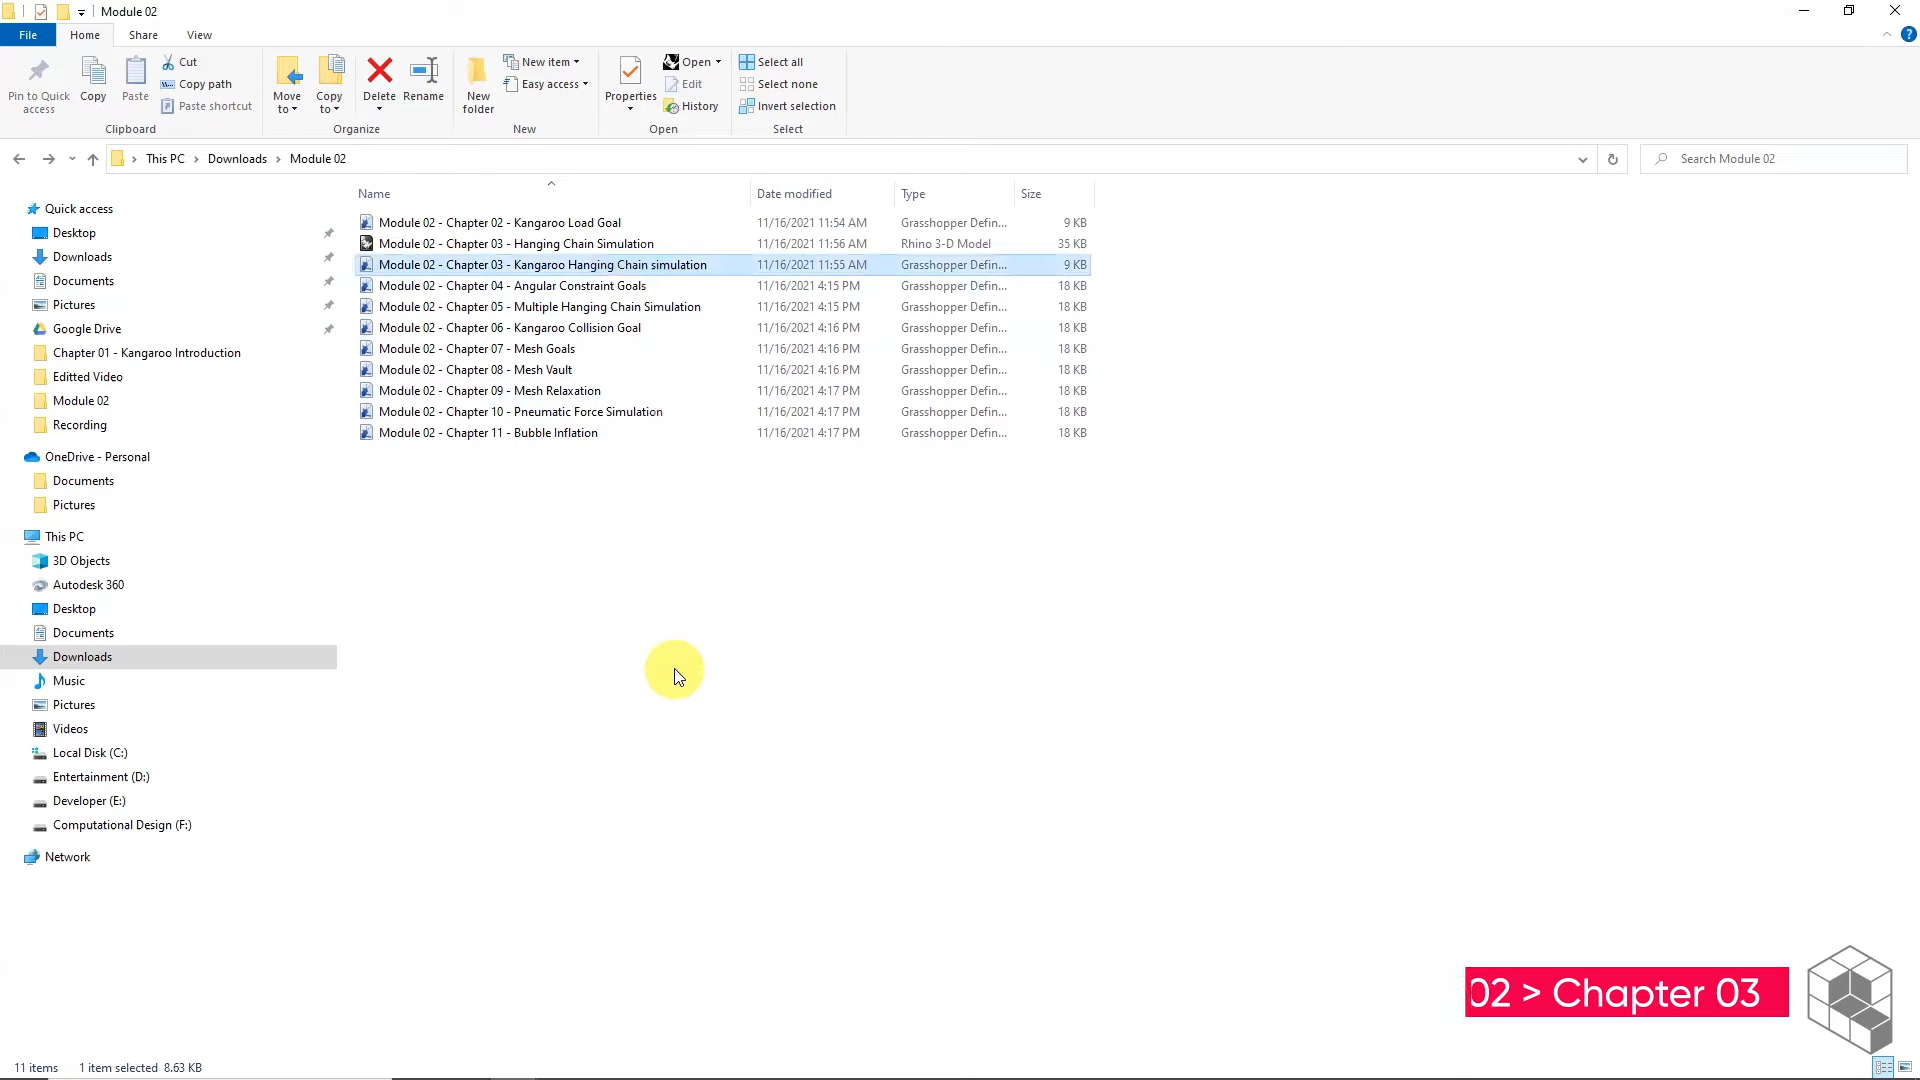 Module 02
File Home Share View
Pin to Quick access
Copy
Paste
Cut
Copy path
Paste shortcut
Clipboard
Move to
Copy to
Delete
Rename
Organize
New folder
New item
Easy access
New
Properties
Open
Edit
History
Open
Select all
Select none
Invert selection
Select
This PC Downloads Module 02
Search Module 02
Name Date modified Type Size
Module 02 - Chapter 02 - Kangaroo Load Goal 11/16/2021 11:54 AM Grasshopper Defin... 9 KB
Module 02 - Chapter 03 - Hanging Chain Simulation 11/16/2021 11:56 AM Rhino 3-D Model 35 KB
Module 02 - Chapter 03 - Kangaroo Hanging Chain simulation 11/16/2021 11:55 AM Grasshopper Defin... 9 KB
Module 02 - Chapter 04 - Angular Constraint Goals 11/16/2021 4:15 PM Grasshopper Defin... 18 KB
Module 02 - Chapter 05 - Multiple Hanging Chain Simulation 11/16/2021 4:15 PM Grasshopper Defin... 18 KB
Module 02 - Chapter 06 - Kangaroo Collision Goal 11/16/2021 4:16 PM Grasshopper Defin... 18 KB
Module 02 - Chapter 07 - Mesh Goals 11/16/2021 4:16 PM Grasshopper Defin... 18 KB
Module 02 - Chapter 08 - Mesh Vault 11/16/2021 4:16 PM Grasshopper Defin... 18 KB
Module 02 - Chapter 09 - Mesh Relaxation 11/16/2021 4:17 PM Grasshopper Defin... 18 KB
Module 02 - Chapter 10 - Pneumatic Force Simulation 11/16/2021 4:17 PM Grasshopper Defin... 18 KB
Module 02 - Chapter 11 - Bubble Inflation 11/16/2021 4:17 PM Grasshopper Defin... 18 KB
Quick access
Desktop
Downloads
Documents
Pictures
Google Drive
Chapter 01 - Kangaroo Introduction
Editted Video
Module 02
Recording
OneDrive - Personal
Documents
Pictures
This PC
3D Objects
Autodesk 360
Desktop
Documents
Downloads
Music
Pictures
Videos
Local Disk (C:)
Entertainment (D:)
Developer (E:)
Computational Design (F:)
Network
02 > Chapter 03
11 items 1 item selected 8.63 KB